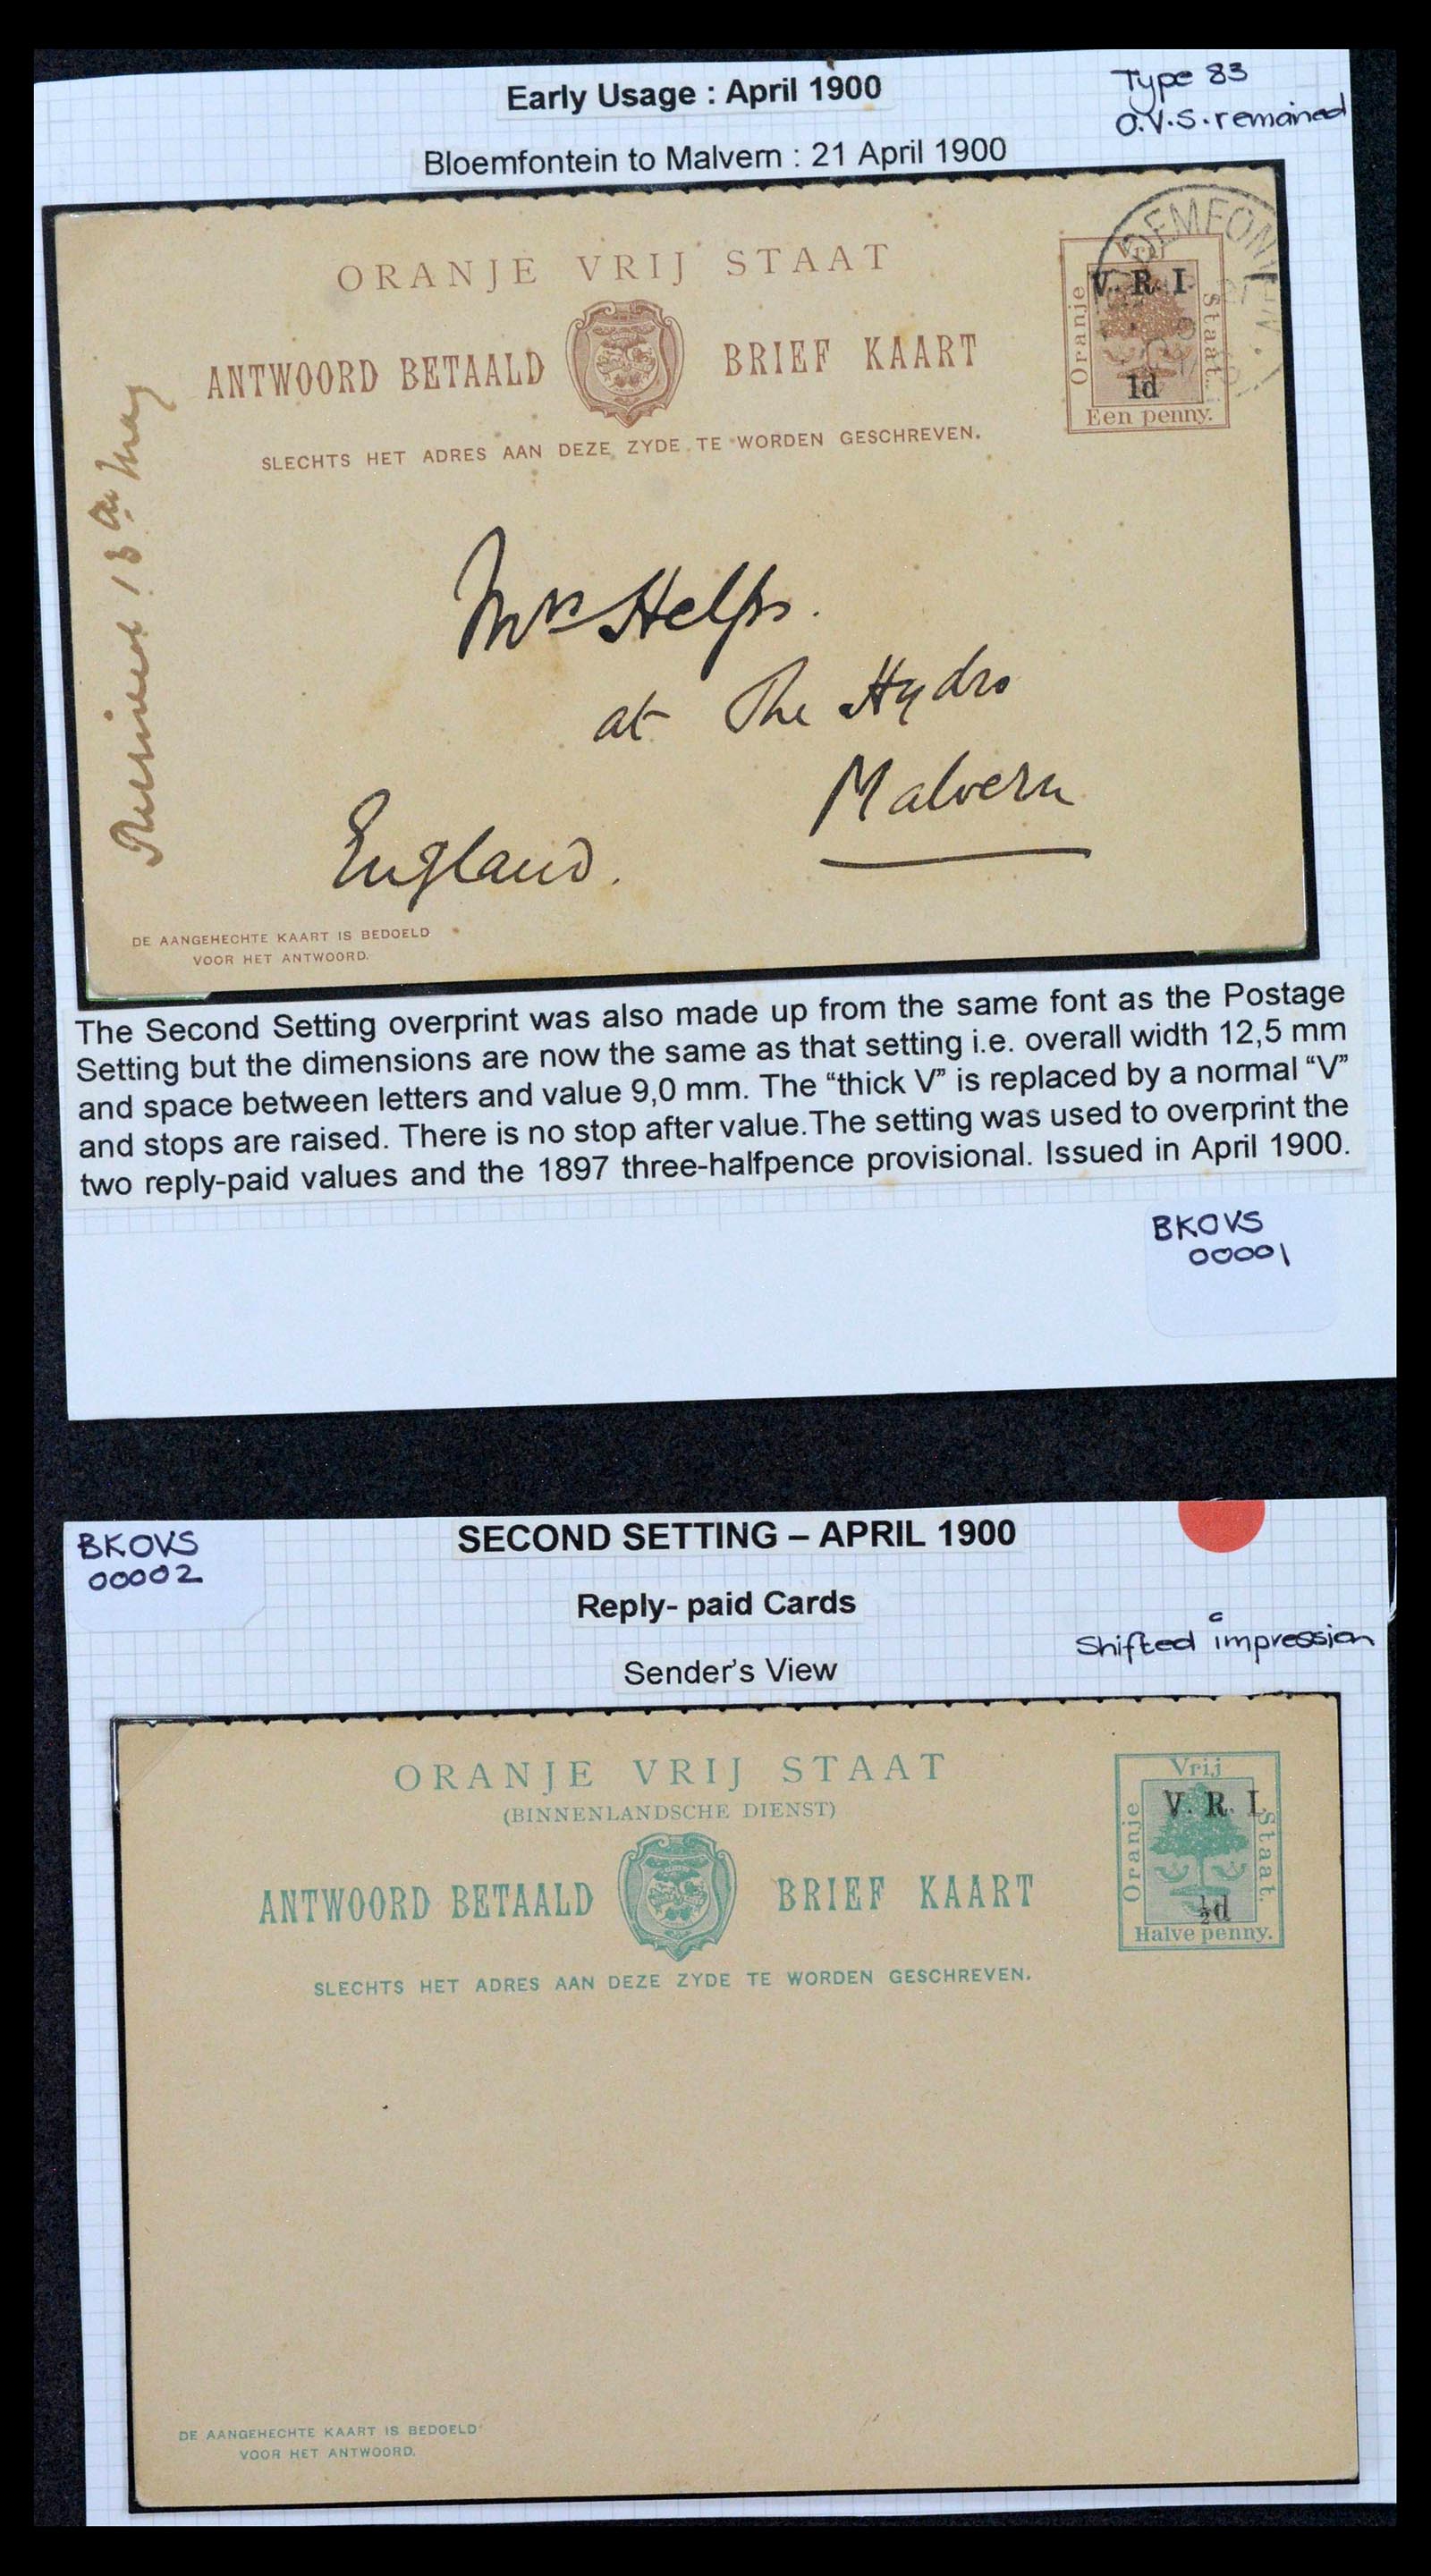 Early Usage : April 1900
Type 83
O.V.S. remained
Bloemfontein to Malvern : 21 April 1900
ORANJE VRIJ STAAT
ANTWOORD BETAALD BRIEF KAART
SLECHTS HET ADRES AAN DEZE ZYDE TE WORDEN GESCHREVEN.
Vrij
Oranje
Staat.
V. R. I.
1d
Een penny.
Received 13th May
Mrs Helps.
at The Hydro
Malvern
England.
DE AANGEHECHTE KAART IS BEDOELD
VOOR HET ANTWOORD.
The Second Setting overprint was also made up from the same font as the Postage
Setting but the dimensions are now the same as that setting i.e. overall width 12,5 mm
and space between letters and value 9,0 mm. The “thick V” is replaced by a normal “V”
and stops are raised. There is no stop after value.The setting was used to overprint the
two reply-paid values and the 1897 three-halfpence provisional. Issued in April 1900.
BKOVS
00001
BKOVS
00002
SECOND SETTING – APRIL 1900
Reply- paid Cards
Shifted impression
Sender's View
ORANJE VRIJ STAAT
(BINNENLANDSCHE DIENST)
ANTWOORD BETAALD BRIEF KAART
SLECHTS HET ADRES AAN DEZE ZYDE TE WORDEN GESCHREVEN.
Vrij
Oranje
Staat.
V. R. I.
½d
Halve penny.
DE AANGEHECHTE KAART IS BEDOELD
VOOR HET ANTWOORD.